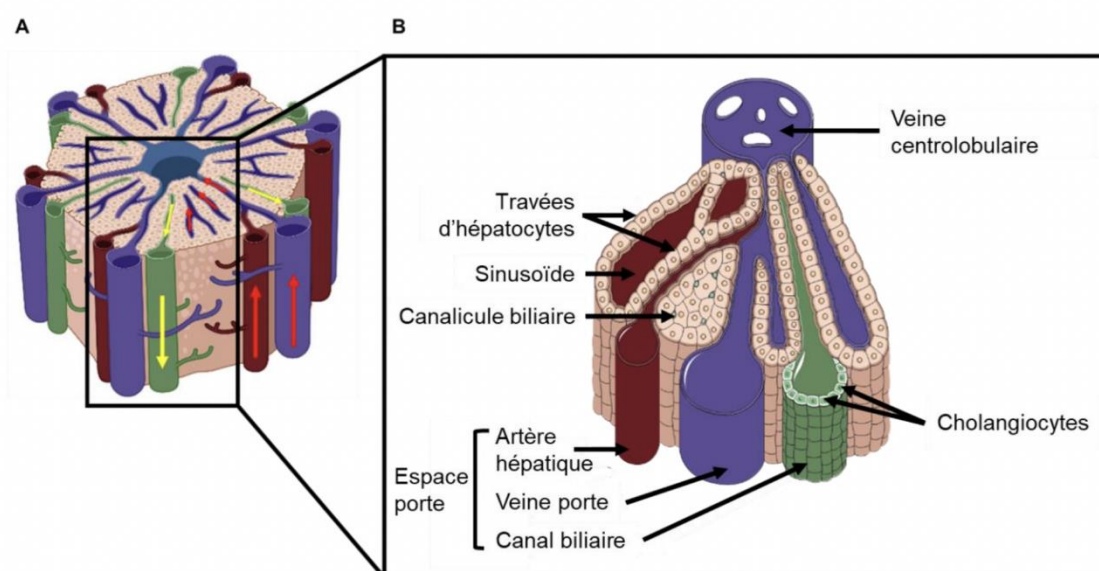 A
B
Veine
centrolobulaire
Travées
d'hépatocytes
Sinusoïde
Canalicule biliaire
Cholangiocytes
Espace
porte
Artère
hépatique
Veine porte
Canal biliaire